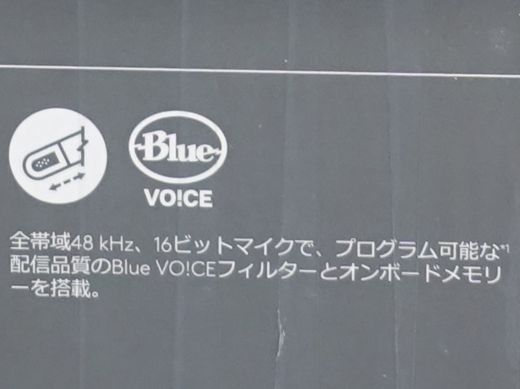 Blue
VO!CE
全帯域48 kHz、16ビットマイクで、プログラム可能な*1
配信品質のBlue VO!CEフィルターとオンボードメモリ
ーを搭載。